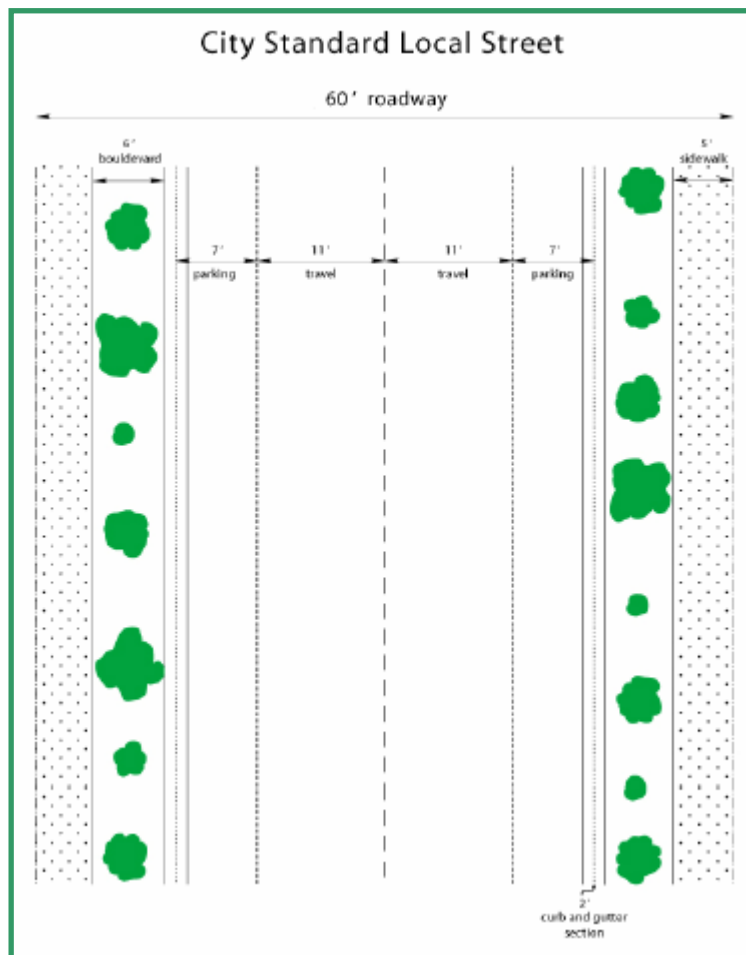 City Standard Local Street
60' roadway
6'
bouldevard
5'
sidewalk
7'
parking
11'
travel
11'
travel
7'
parking
2'
curb and gutter
section